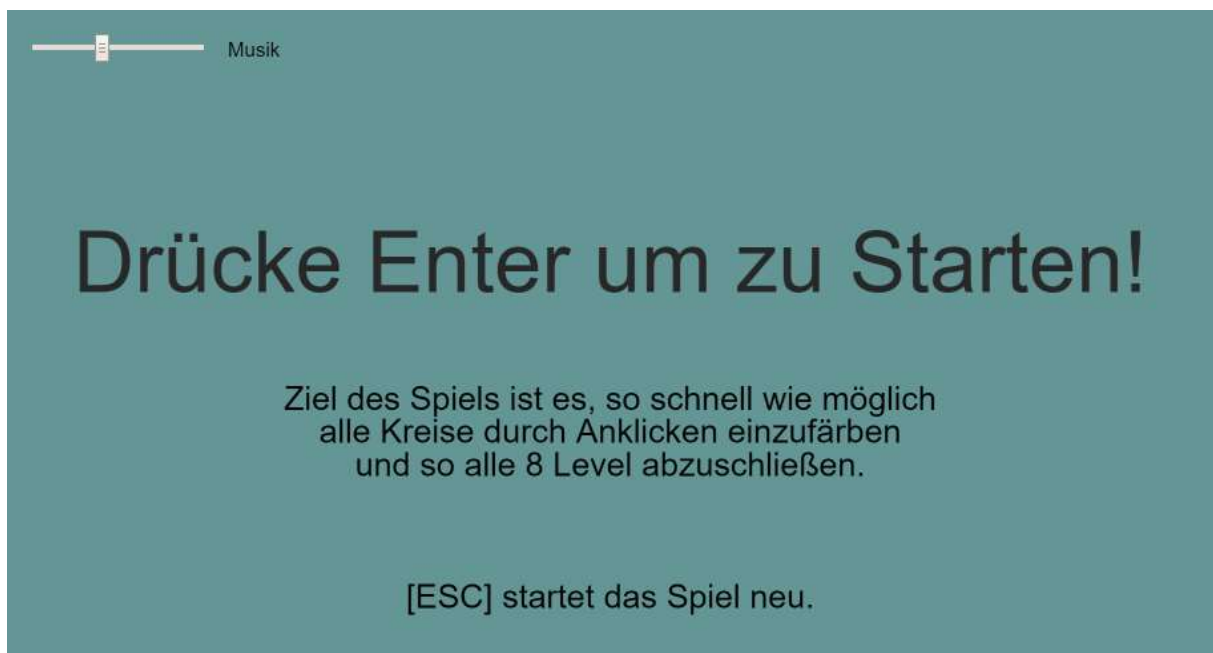 Musik
Drücke Enter um zu Starten!
Ziel des Spiels ist es, so schnell wie möglich
alle Kreise durch Anklicken einzufärben
und so alle 8 Level abzuschließen.
[ESC] startet das Spiel neu.